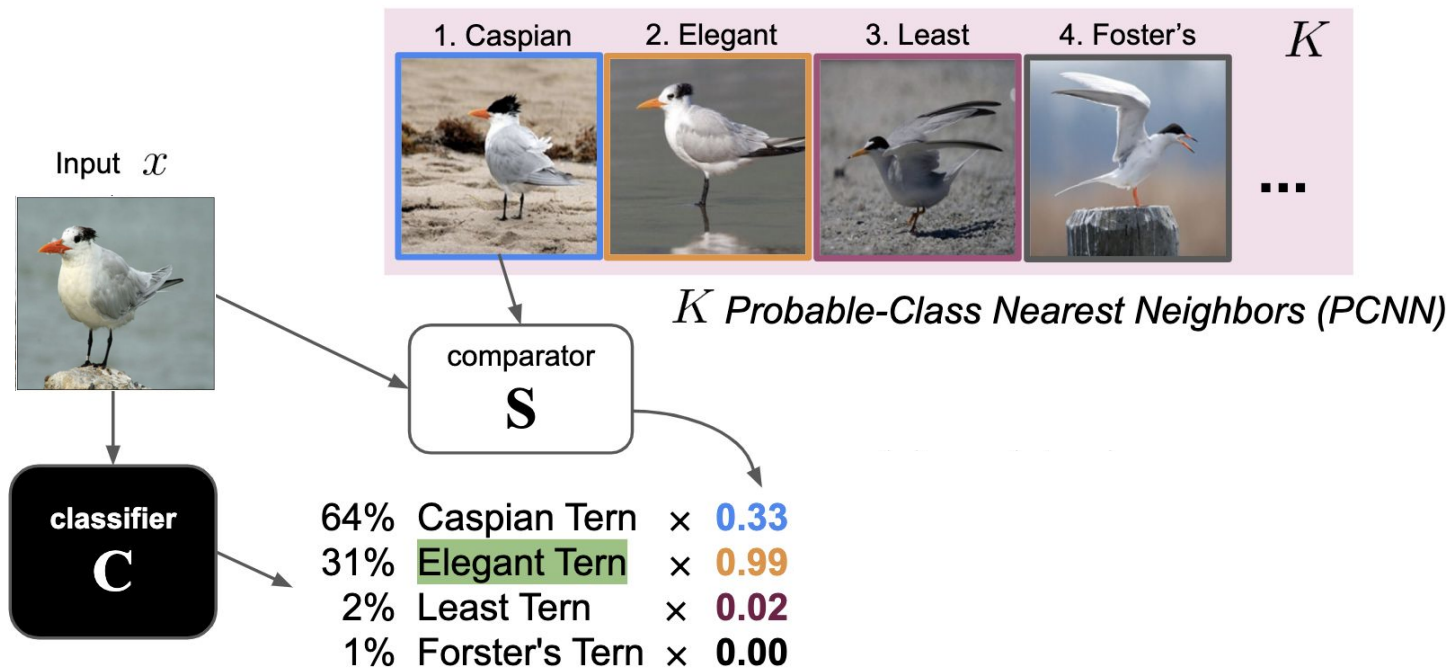 1. Caspian 2. Elegant 3. Least 4. Foster's K
Input x
...
K Probable-Class Nearest Neighbors (PCNN)
comparator
S
classifier
C
64% Caspian Tern × 0.33
31% Elegant Tern × 0.99
2% Least Tern × 0.02
1% Forster's Tern × 0.00